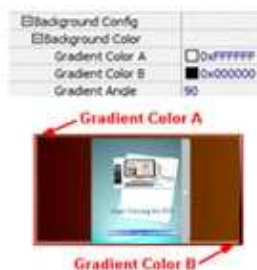 Background Config
Background Color
Gradient Color A
0xFFFFFF
Gradient Color B
0x000000
Gradient Angle
90
Gradient Color A
Gradient Color B